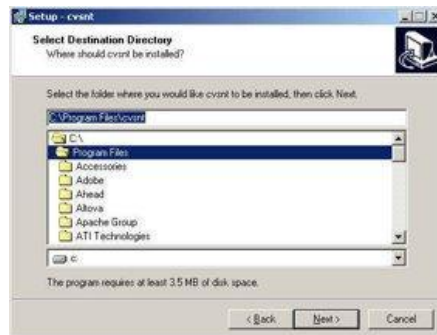 Setup - cvsnt
Select Destination Directory
Where should cvsnt be installed?
Select the folder where you would like cvsnt to be installed, then click Next.
C:\Program Files\cvsnt
C:\
Program Files
Accessories
Adobe
Ahead
Altova
Apache Group
ATI Technologies
c:
The program requires at least 3.5 MB of disk space.
< Back
Next >
Cancel